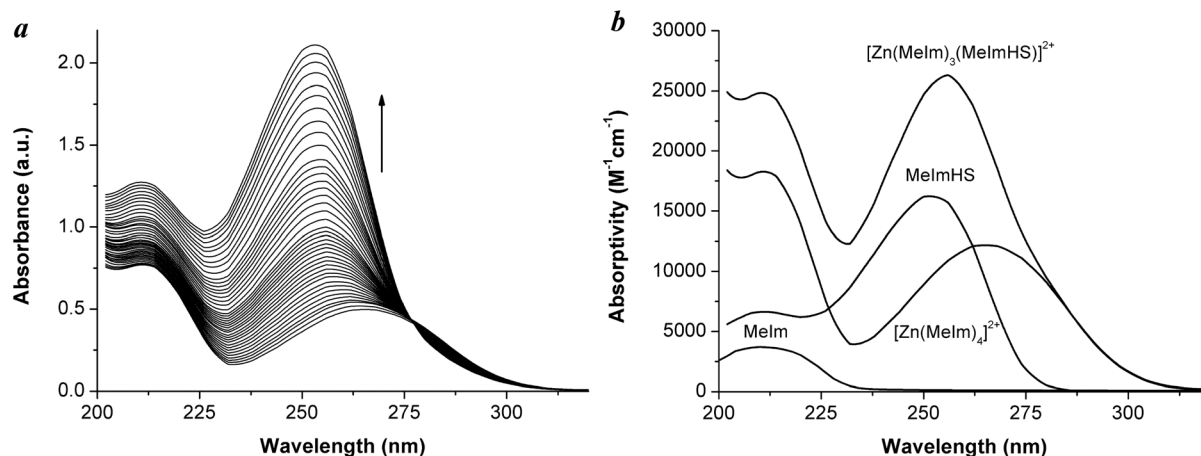 a
Absorbance (a.u.)
2.0
1.5
1.0
0.5
0.0
200 225 250 275 300
Wavelength (nm)
b
Absorptivity (M⁻¹cm⁻¹)
30000
25000
20000
15000
10000
5000
0
[Zn(MeIm)₃(MeImHS)]²⁺
MeImHS
MeIm
[Zn(MeIm)₄]²⁺
200 225 250 275 300
Wavelength (nm)